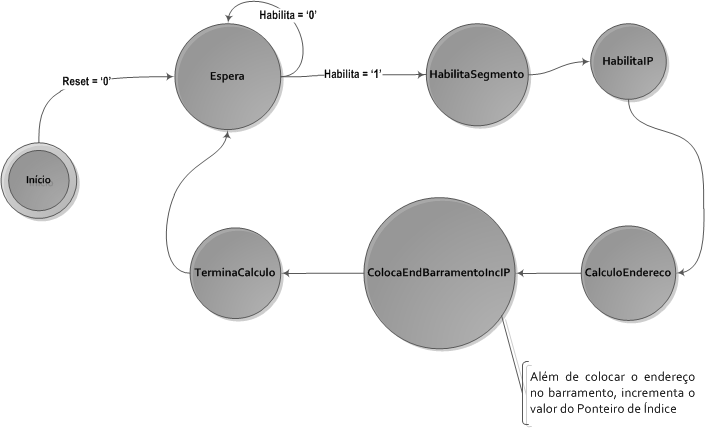 Habilita = ‘0’
Reset = ‘0’
Espera
Habilita = ‘1’
HabilitaSegmento
HabilitaIP
Início
TerminaCalculo
ColocaEndBarramentoIncIP
CalculoEndereco
Além de colocar o endereço
no barramento, incrementa o
valor do Ponteiro de Índice